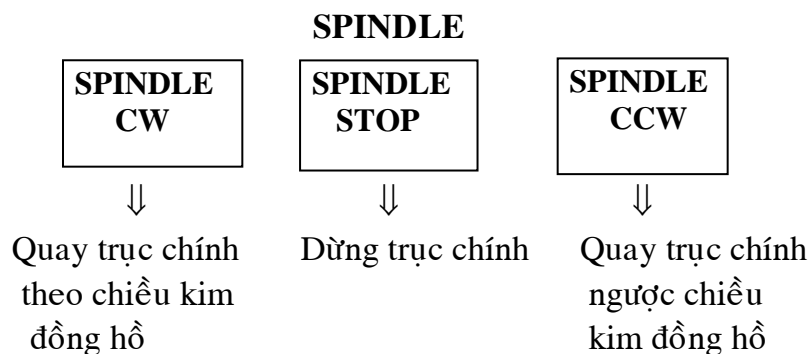 SPINDLE
SPINDLE
CW
SPINDLE
STOP
SPINDLE
CCW
⇓ ⇓ ⇓
Quay trục chính
theo chiều kim
đồng hồ
Dừng trục chính
Quay trục chính
ngược chiều
kim đồng hồ